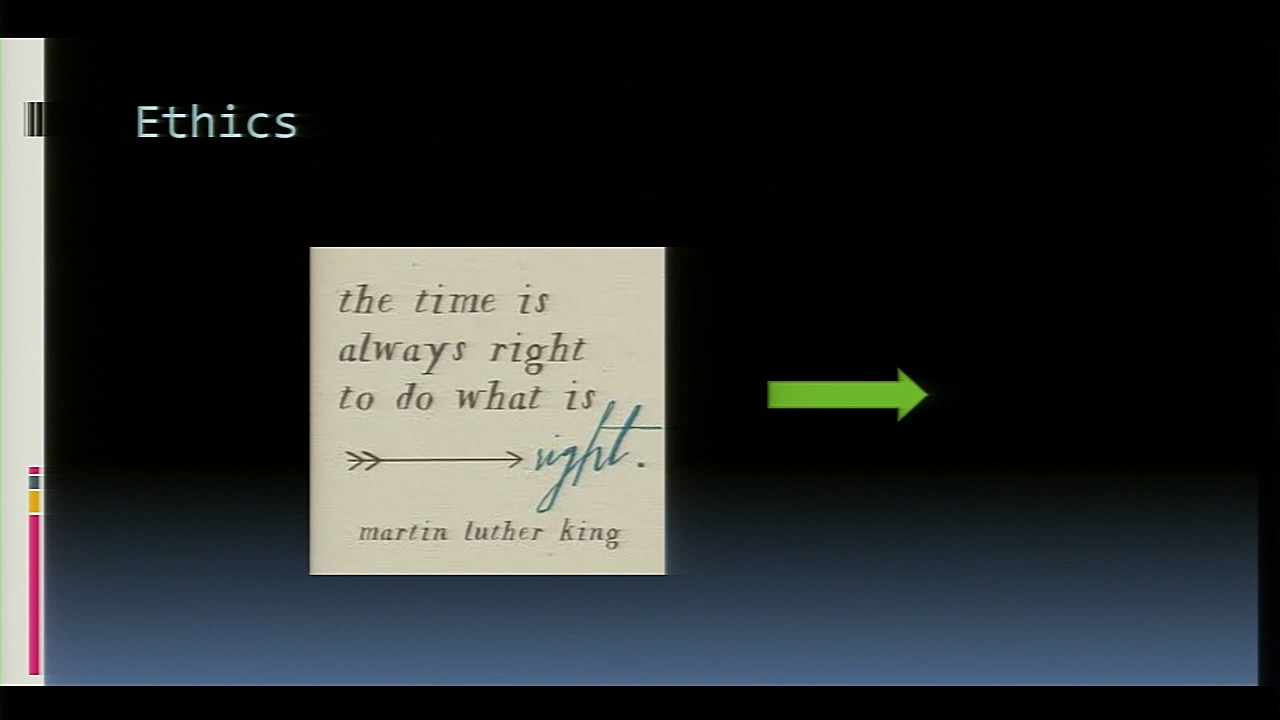 Ethics
the time is
always right
to do what is
right.
martin luther king